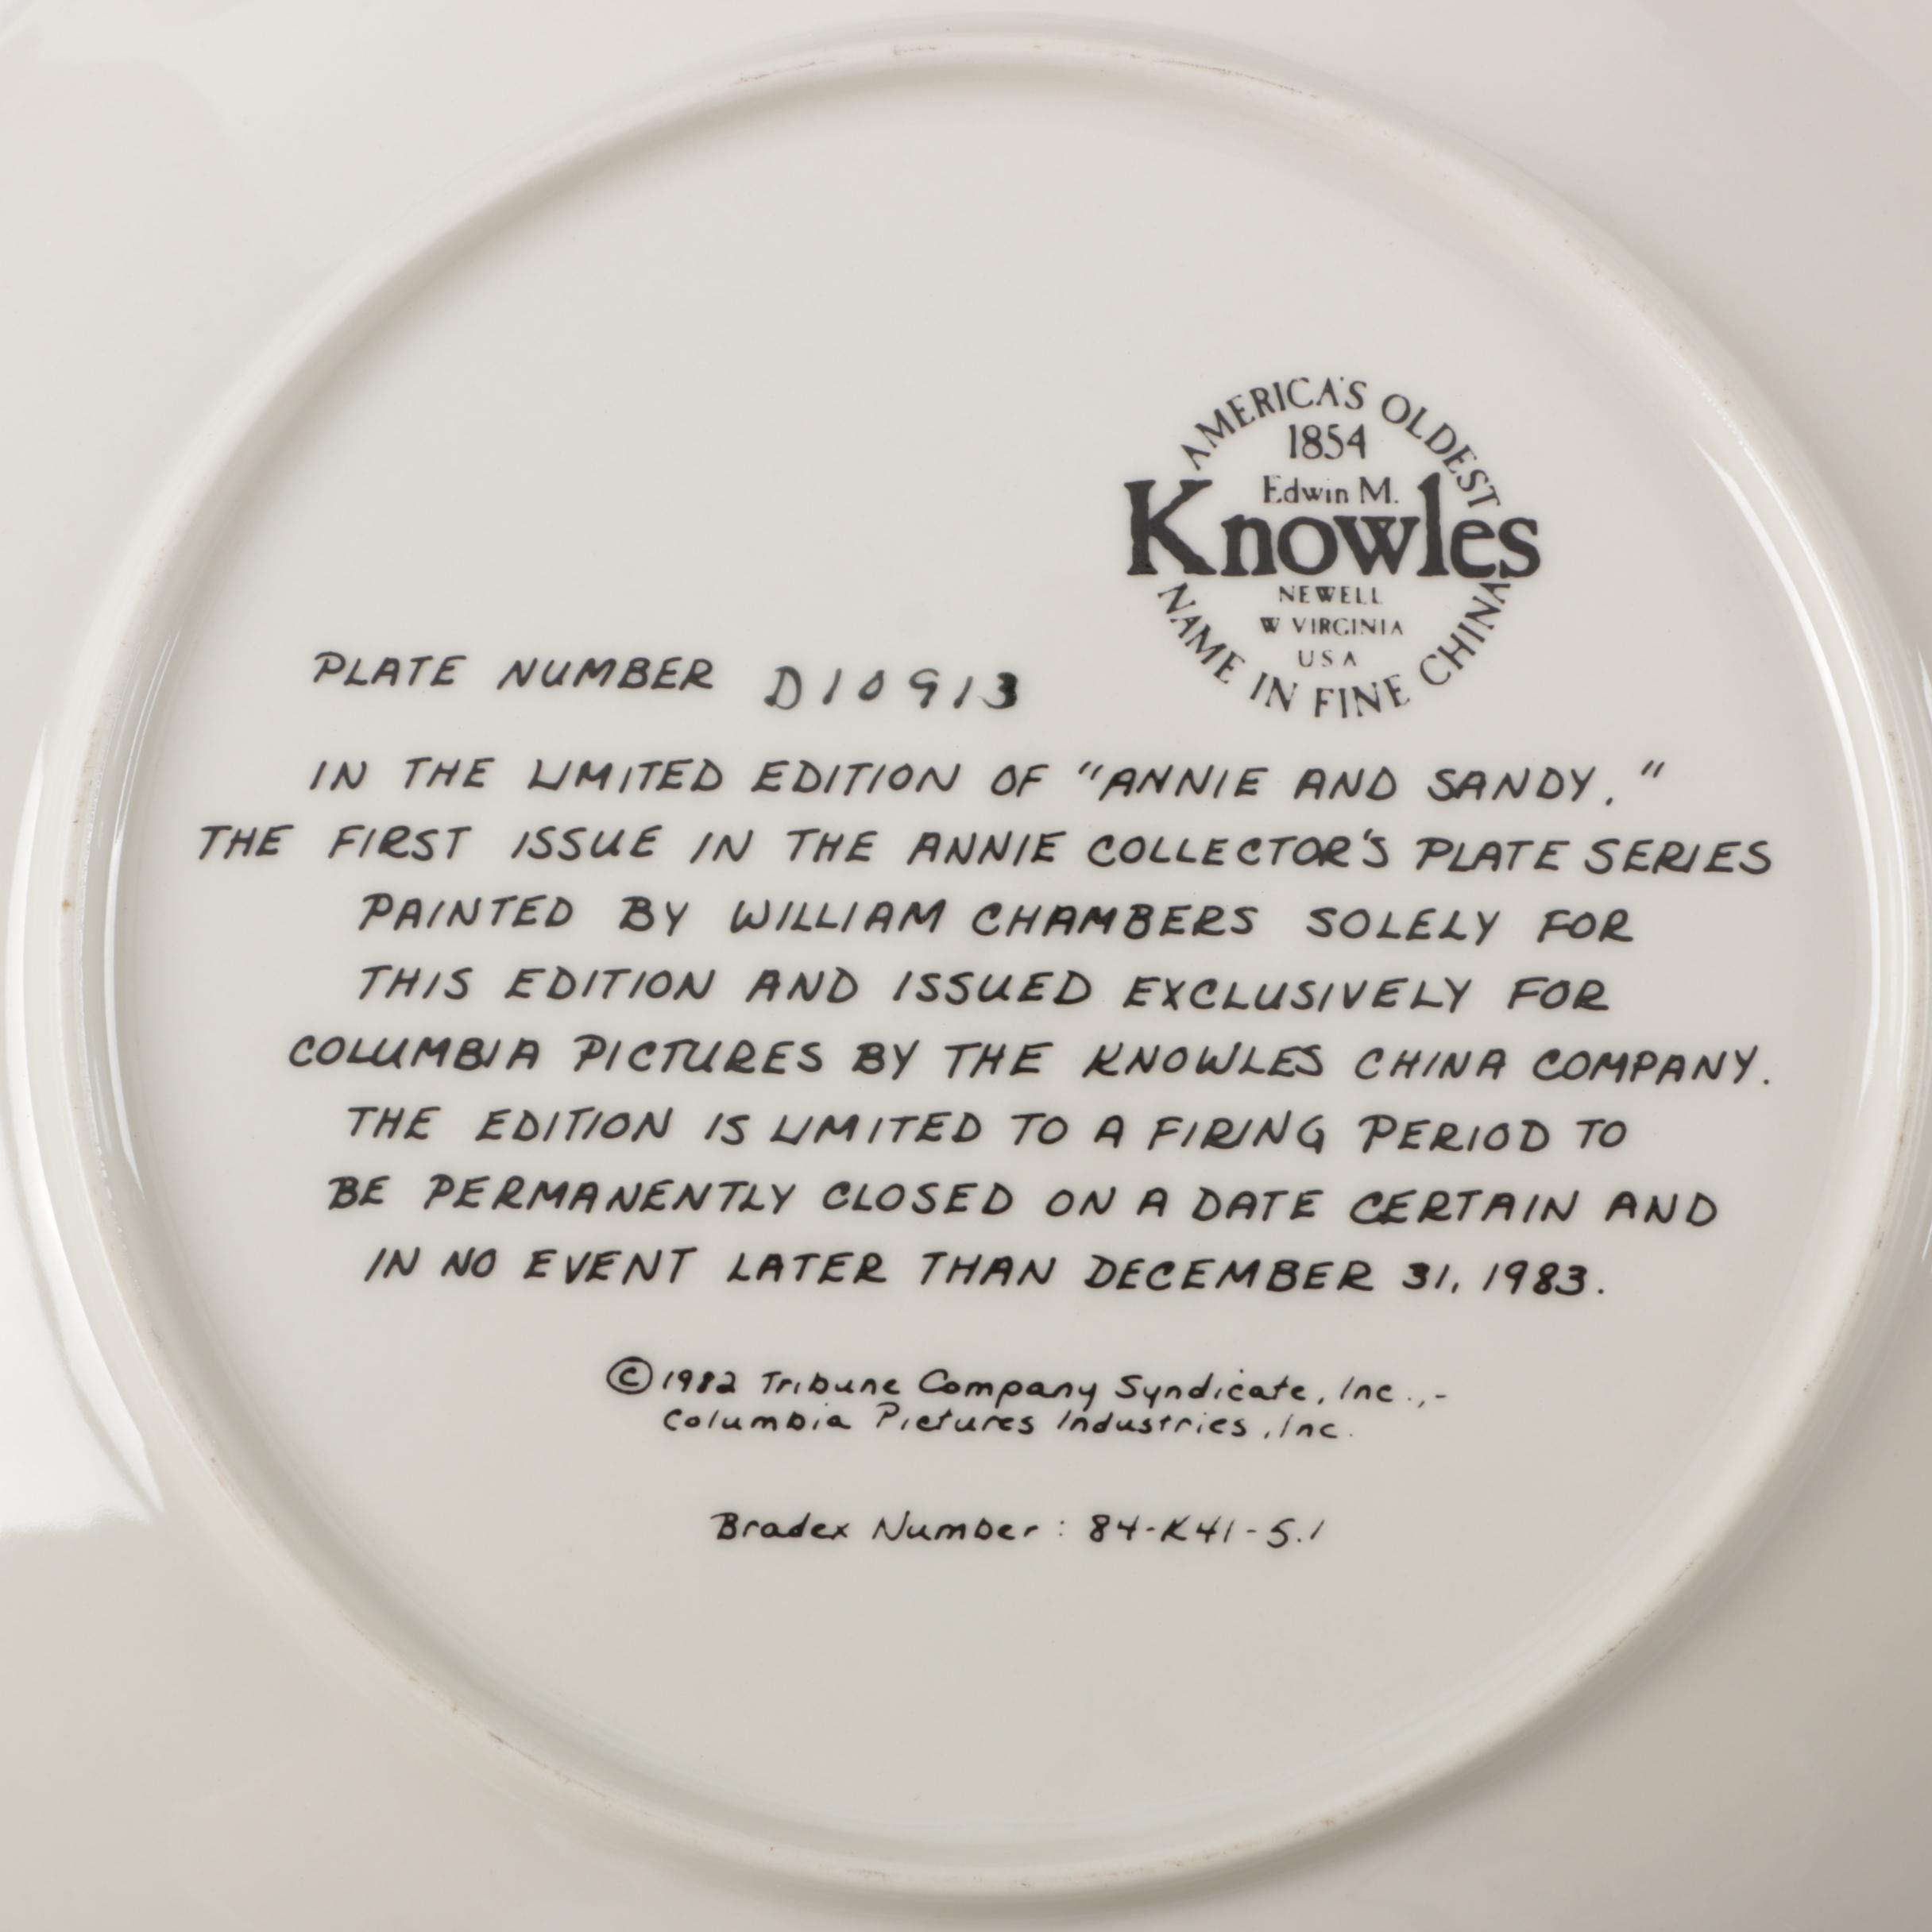 AMERICA'S OLDEST
1854
Edwin M.
Knowles
NEWELL
W VIRGINIA
USA
NAME IN FINE CHINA
PLATE NUMBER D10913
IN THE LIMITED EDITION OF "ANNIE AND SANDY."
THE FIRST ISSUE IN THE ANNIE COLLECTOR'S PLATE SERIES
PAINTED BY WILLIAM CHAMBERS SOLELY FOR
THIS EDITION AND ISSUED EXCLUSIVELY FOR
COLUMBIA PICTURES BY THE KNOWLES CHINA COMPANY.
THE EDITION IS LIMITED TO A FIRING PERIOD TO
BE PERMANENTLY CLOSED ON A DATE CERTAIN AND
IN NO EVENT LATER THAN DECEMBER 31, 1983.
©1982 Tribune Company Syndicate, Inc.,-
Columbia Pictures Industries, Inc.
Bradex Number: 84-K41-5.1